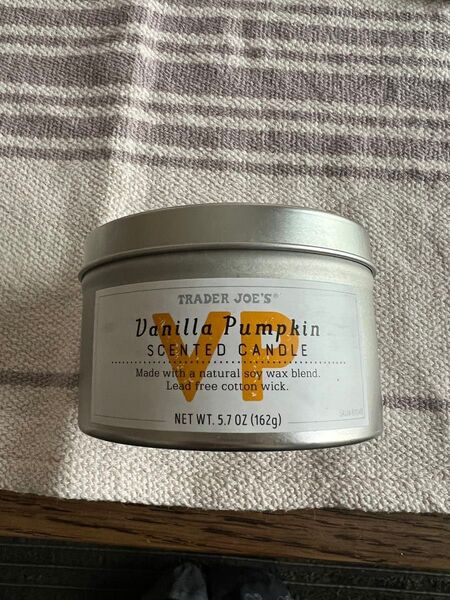 TRADER JOE'S®
Vanilla Pumpkin
SCENTED CANDLE
VP
Made with a natural soy wax blend.
Lead free cotton wick.
NET WT. 5.7 OZ (162g)